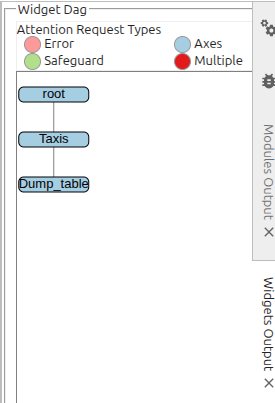 Widget Dag
Attention Request Types
Error
Axes
Safeguard
Multiple
root
Taxis
Dump_table
Modules Output
Widgets Output